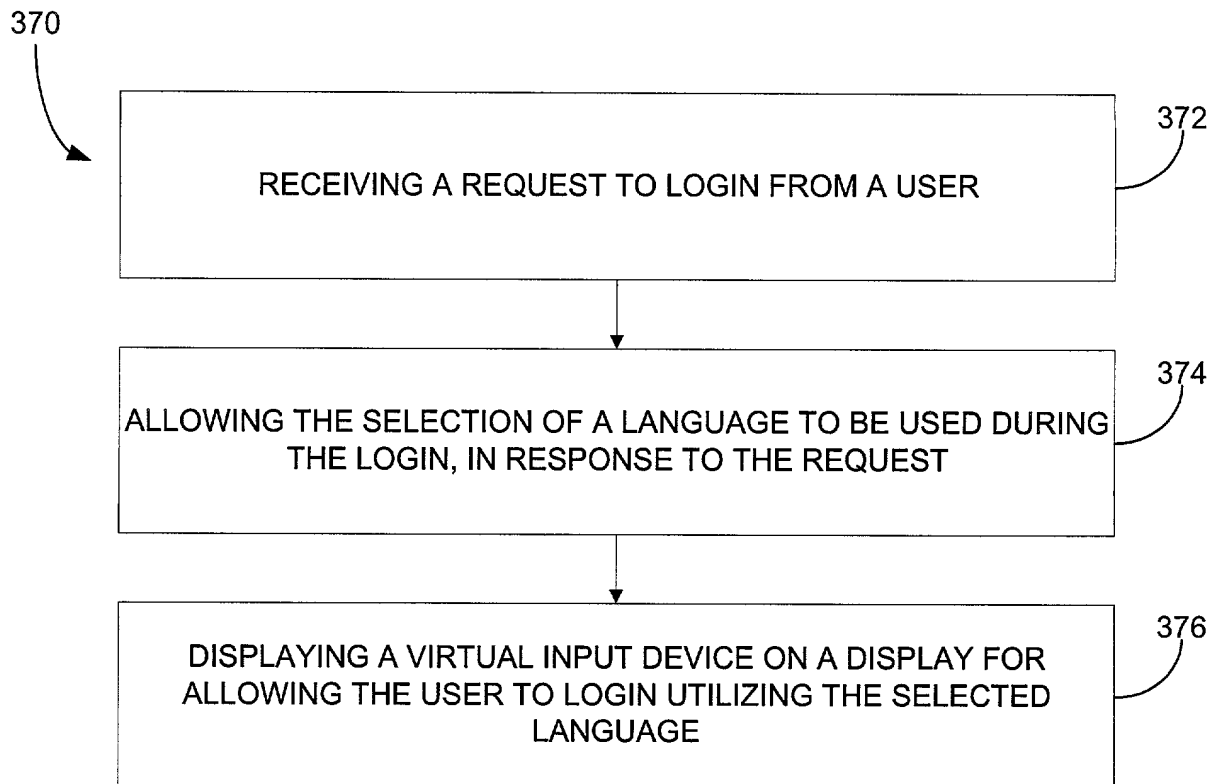 370
372
RECEIVING A REQUEST TO LOGIN FROM A USER
374
ALLOWING THE SELECTION OF A LANGUAGE TO BE USED DURING
THE LOGIN, IN RESPONSE TO THE REQUEST
376
DISPLAYING A VIRTUAL INPUT DEVICE ON A DISPLAY FOR
ALLOWING THE USER TO LOGIN UTILIZING THE SELECTED
LANGUAGE